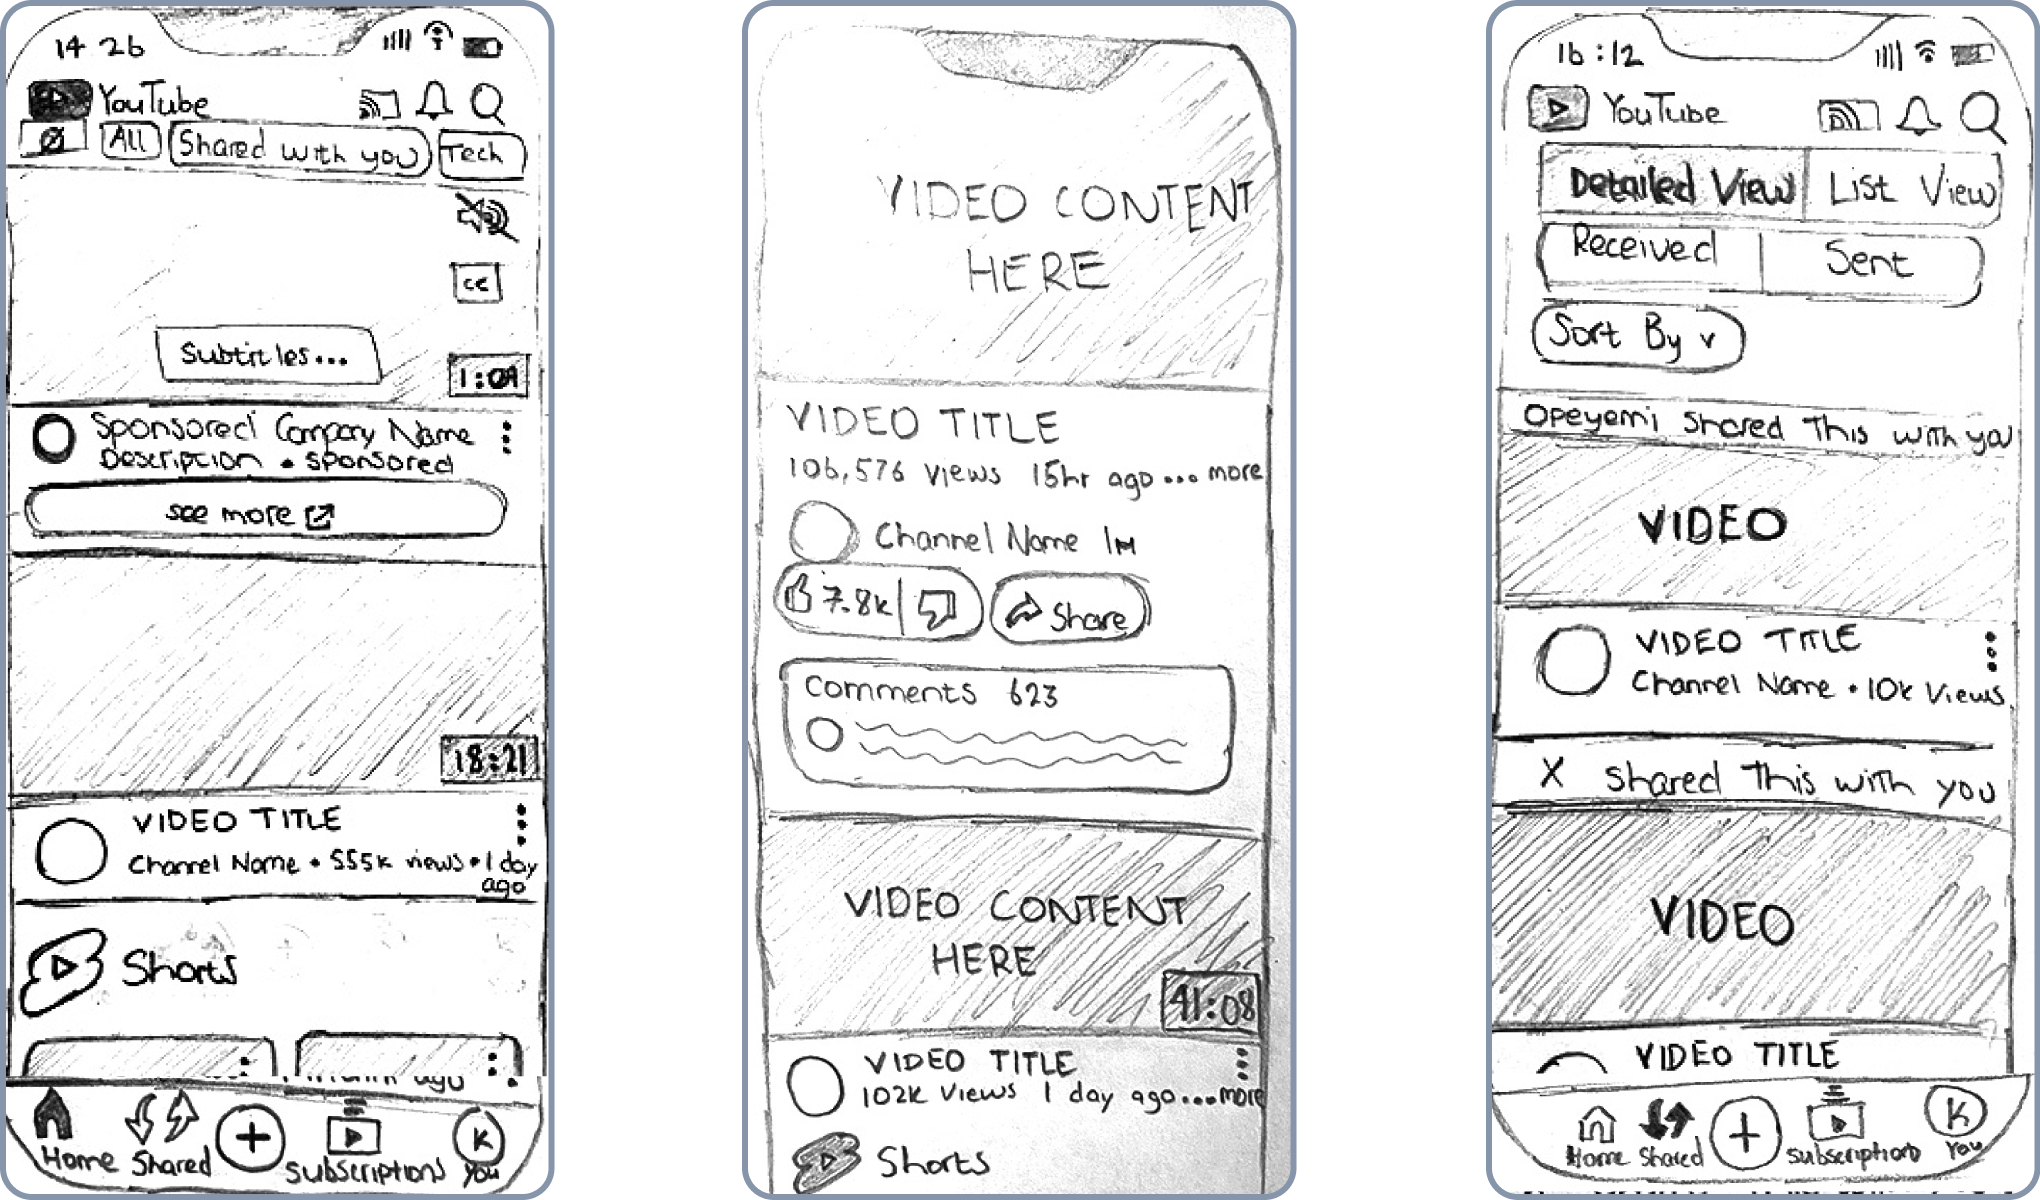 14 26
YouTube
All Shared with you Tech
CC
Subtitles...
1:09
Sponsored Company Name
Description • sponsored
see more
18:21
VIDEO TITLE
Channel Name • 555k views • 1 day
ago
Shorts
Home Shared Subscriptions K You
VIDEO CONTENT
HERE
VIDEO TITLE
106,576 views 15hr ago ... more
Channel Name 1M
7.8k Share
Comments 623
VIDEO CONTENT
HERE
41:08
VIDEO TITLE
102K Views 1 day ago...more
Shorts
16:12
YouTube
Detailed View List View
Received Sent
Sort By v
Opeyemi Shared This with you
VIDEO
VIDEO TITLE
Channel Name • 10k Views
X shared This with you
VIDEO
VIDEO TITLE
Home Shared Subscriptions K You